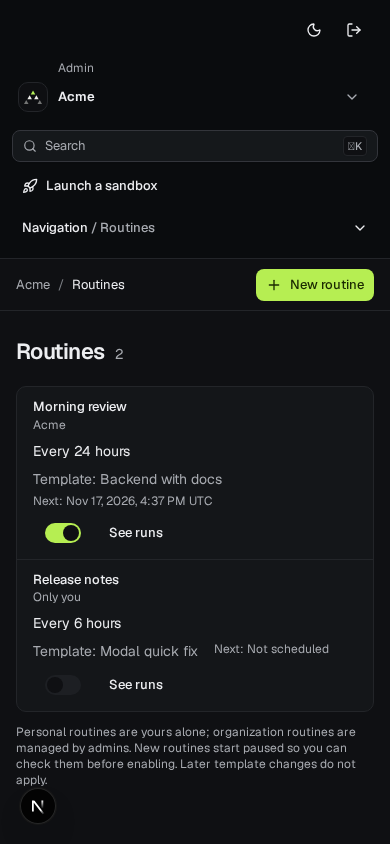 Admin
Acme
Search
K
Launch a sandbox
Navigation / Routines
Acme / Routines
+ New routine
Routines 2
Morning review
Acme
Every 24 hours
Template: Backend with docs
Next: Nov 17, 2026, 4:37 PM UTC
See runs
Release notes
Only you
Every 6 hours
Template: Modal quick fix Next: Not scheduled
See runs
Personal routines are yours alone; organization routines are
managed by admins. New routines start paused so you can
check them before enabling. Later template changes do not
apply.
N